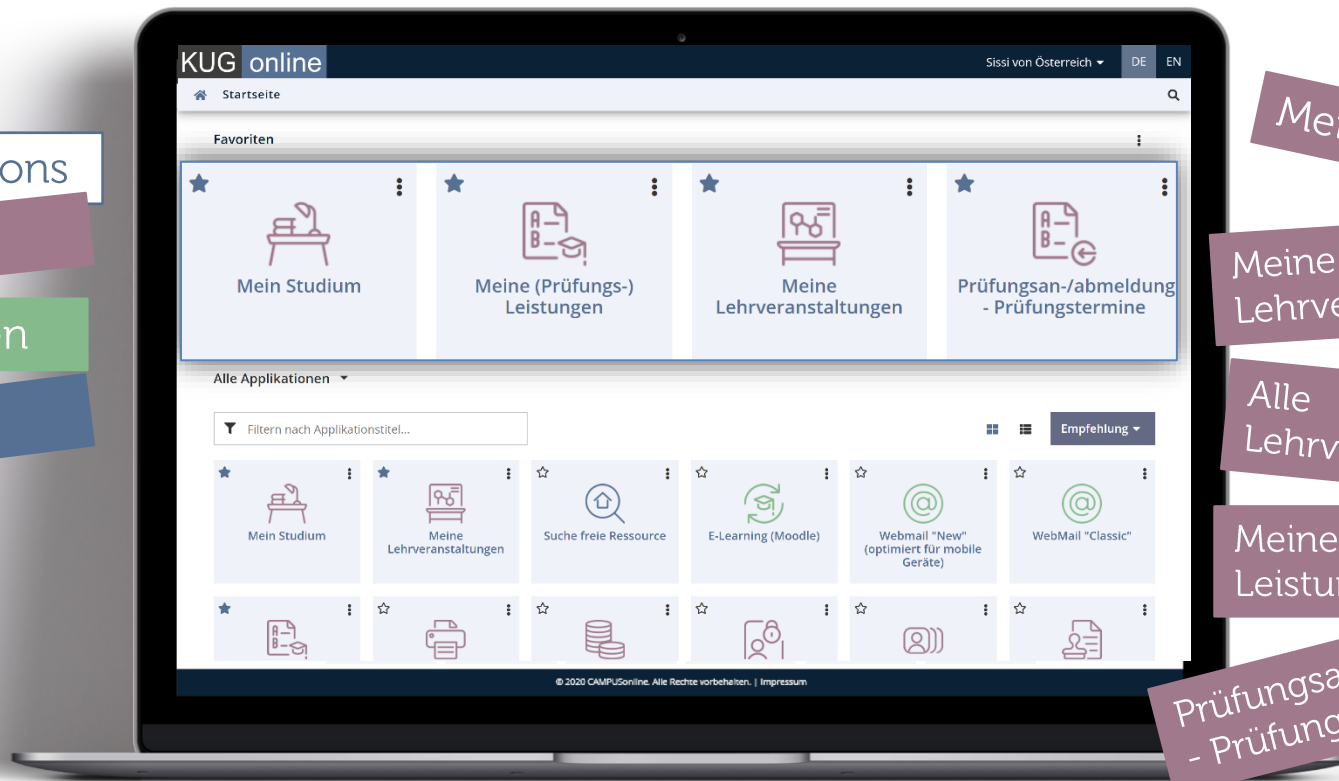 KUG online
Sissi von Österreich
DE
EN
Startseite
Favoriten
Mein Studium
Meine (Prüfungs-)
Leistungen
Meine
Lehrveranstaltungen
Prüfungsan-/abmeldung
- Prüfungstermine
Alle Applikationen
Filtern nach Applikationstitel...
Empfehlung
Mein Studium
Meine
Lehrveranstaltungen
Suche freie Ressource
E-Learning (Moodle)
Webmail "New"
(optimiert für mobile
Geräte)
WebMail "Classic"
© 2020 CAMPUSonline. Alle Rechte vorbehalten. | Impressum
ons
n
Mei
Meine
Lehrve
Alle
Lehrv
Meine
Leistu
Prüfungsa
- Prüfung